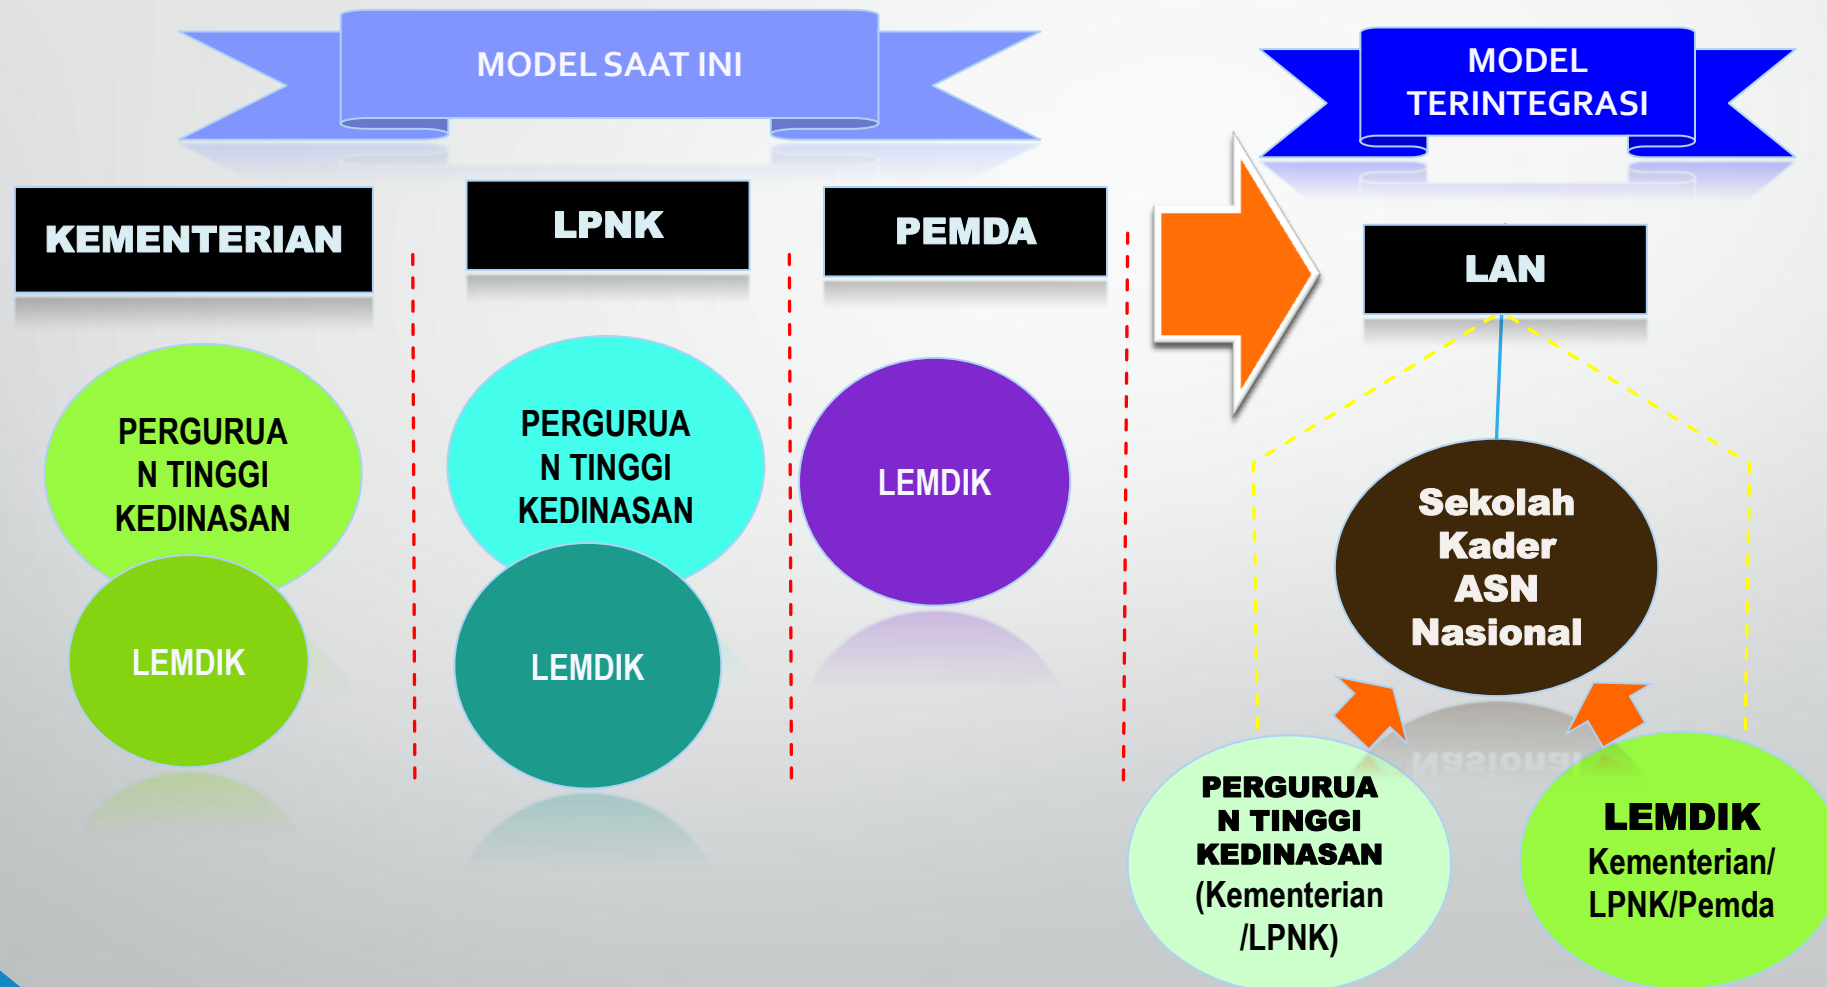 MODEL SAAT INI
MODEL
TERINTEGRASI
KEMENTERIAN
LPNK
PEMDA
LAN
PERGURUA
N TINGGI
KEDINASAN
LEMDIK
PERGURUA
N TINGGI
KEDINASAN
LEMDIK
LEMDIK
Sekolah
Kader
ASN
Nasional
PERGURUA
N TINGGI
KEDINASAN
(Kementerian
/LPNK)
LEMDIK
Kementerian/
LPNK/Pemda